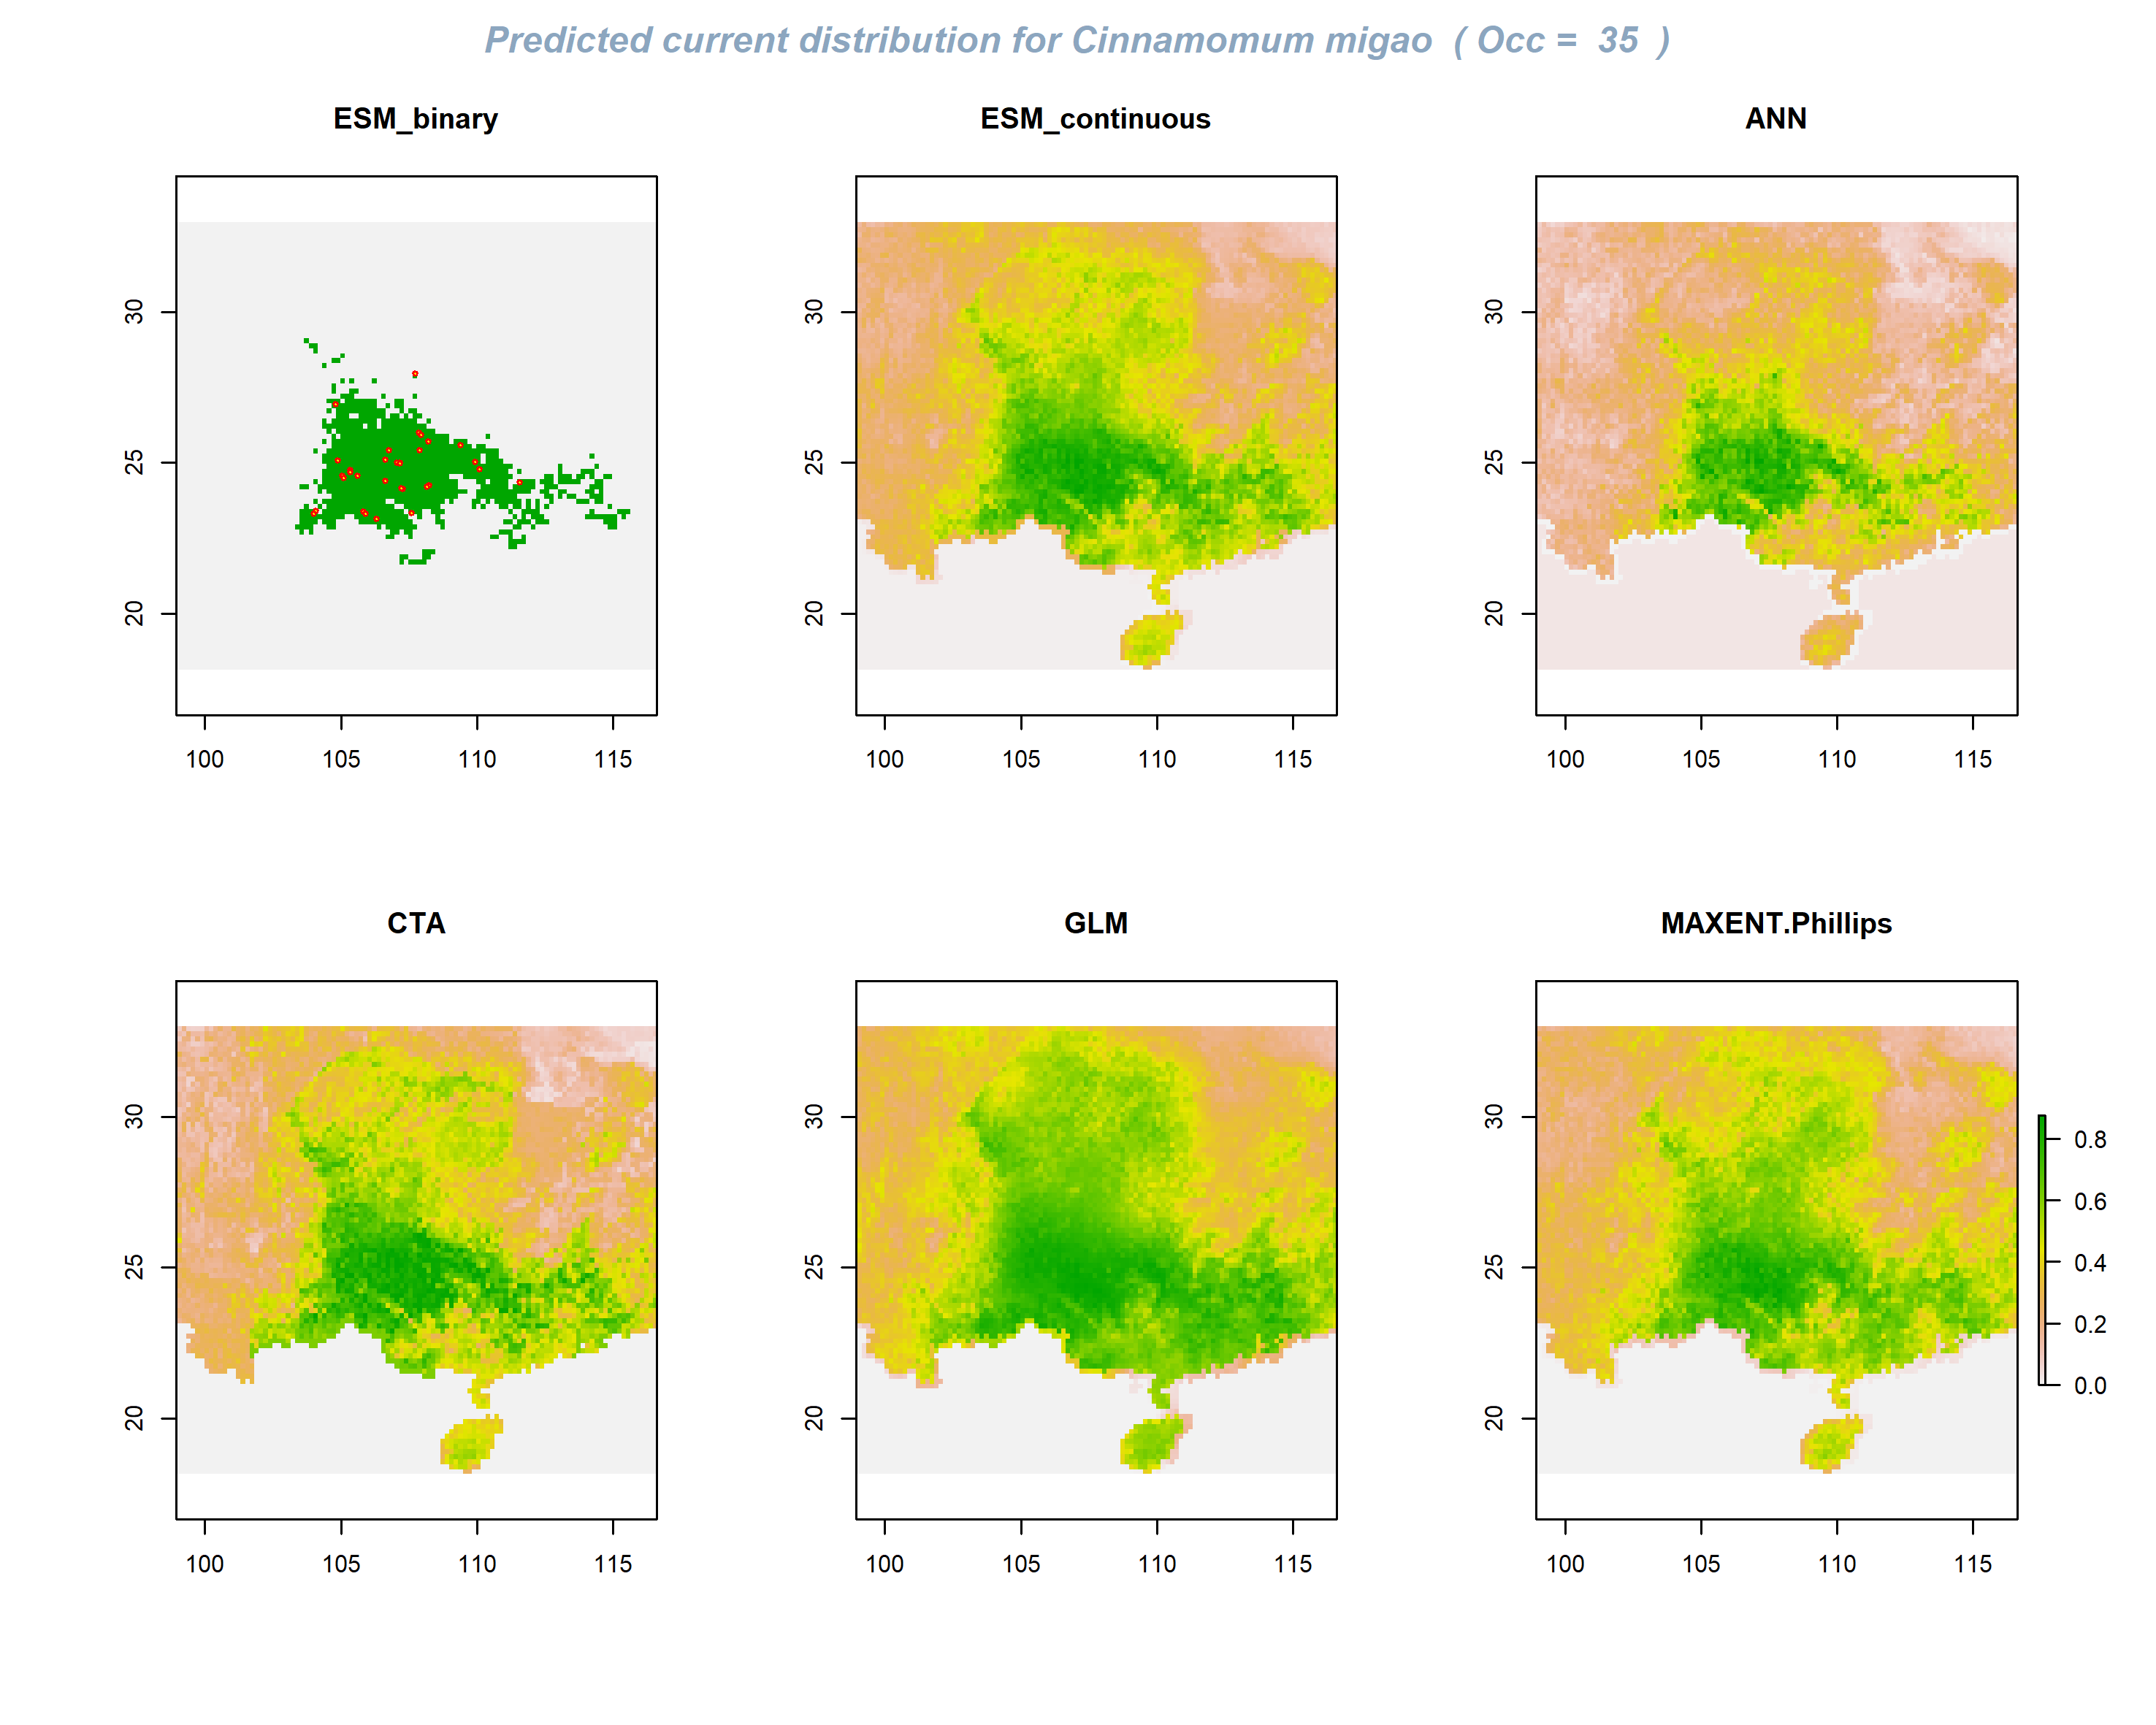 Predicted current distribution for Cinnamomum migao ( Occ = 35 )
ESM_binary
ESM_continuous
ANN
30
25
20
100 105 110 115
30
25
20
100 105 110 115
30
25
20
100 105 110 115
CTA
GLM
MAXENT.Phillips
30
25
20
100 105 110 115
30
25
20
100 105 110 115
30
25
20
100 105 110 115
0.8
0.6
0.4
0.2
0.0